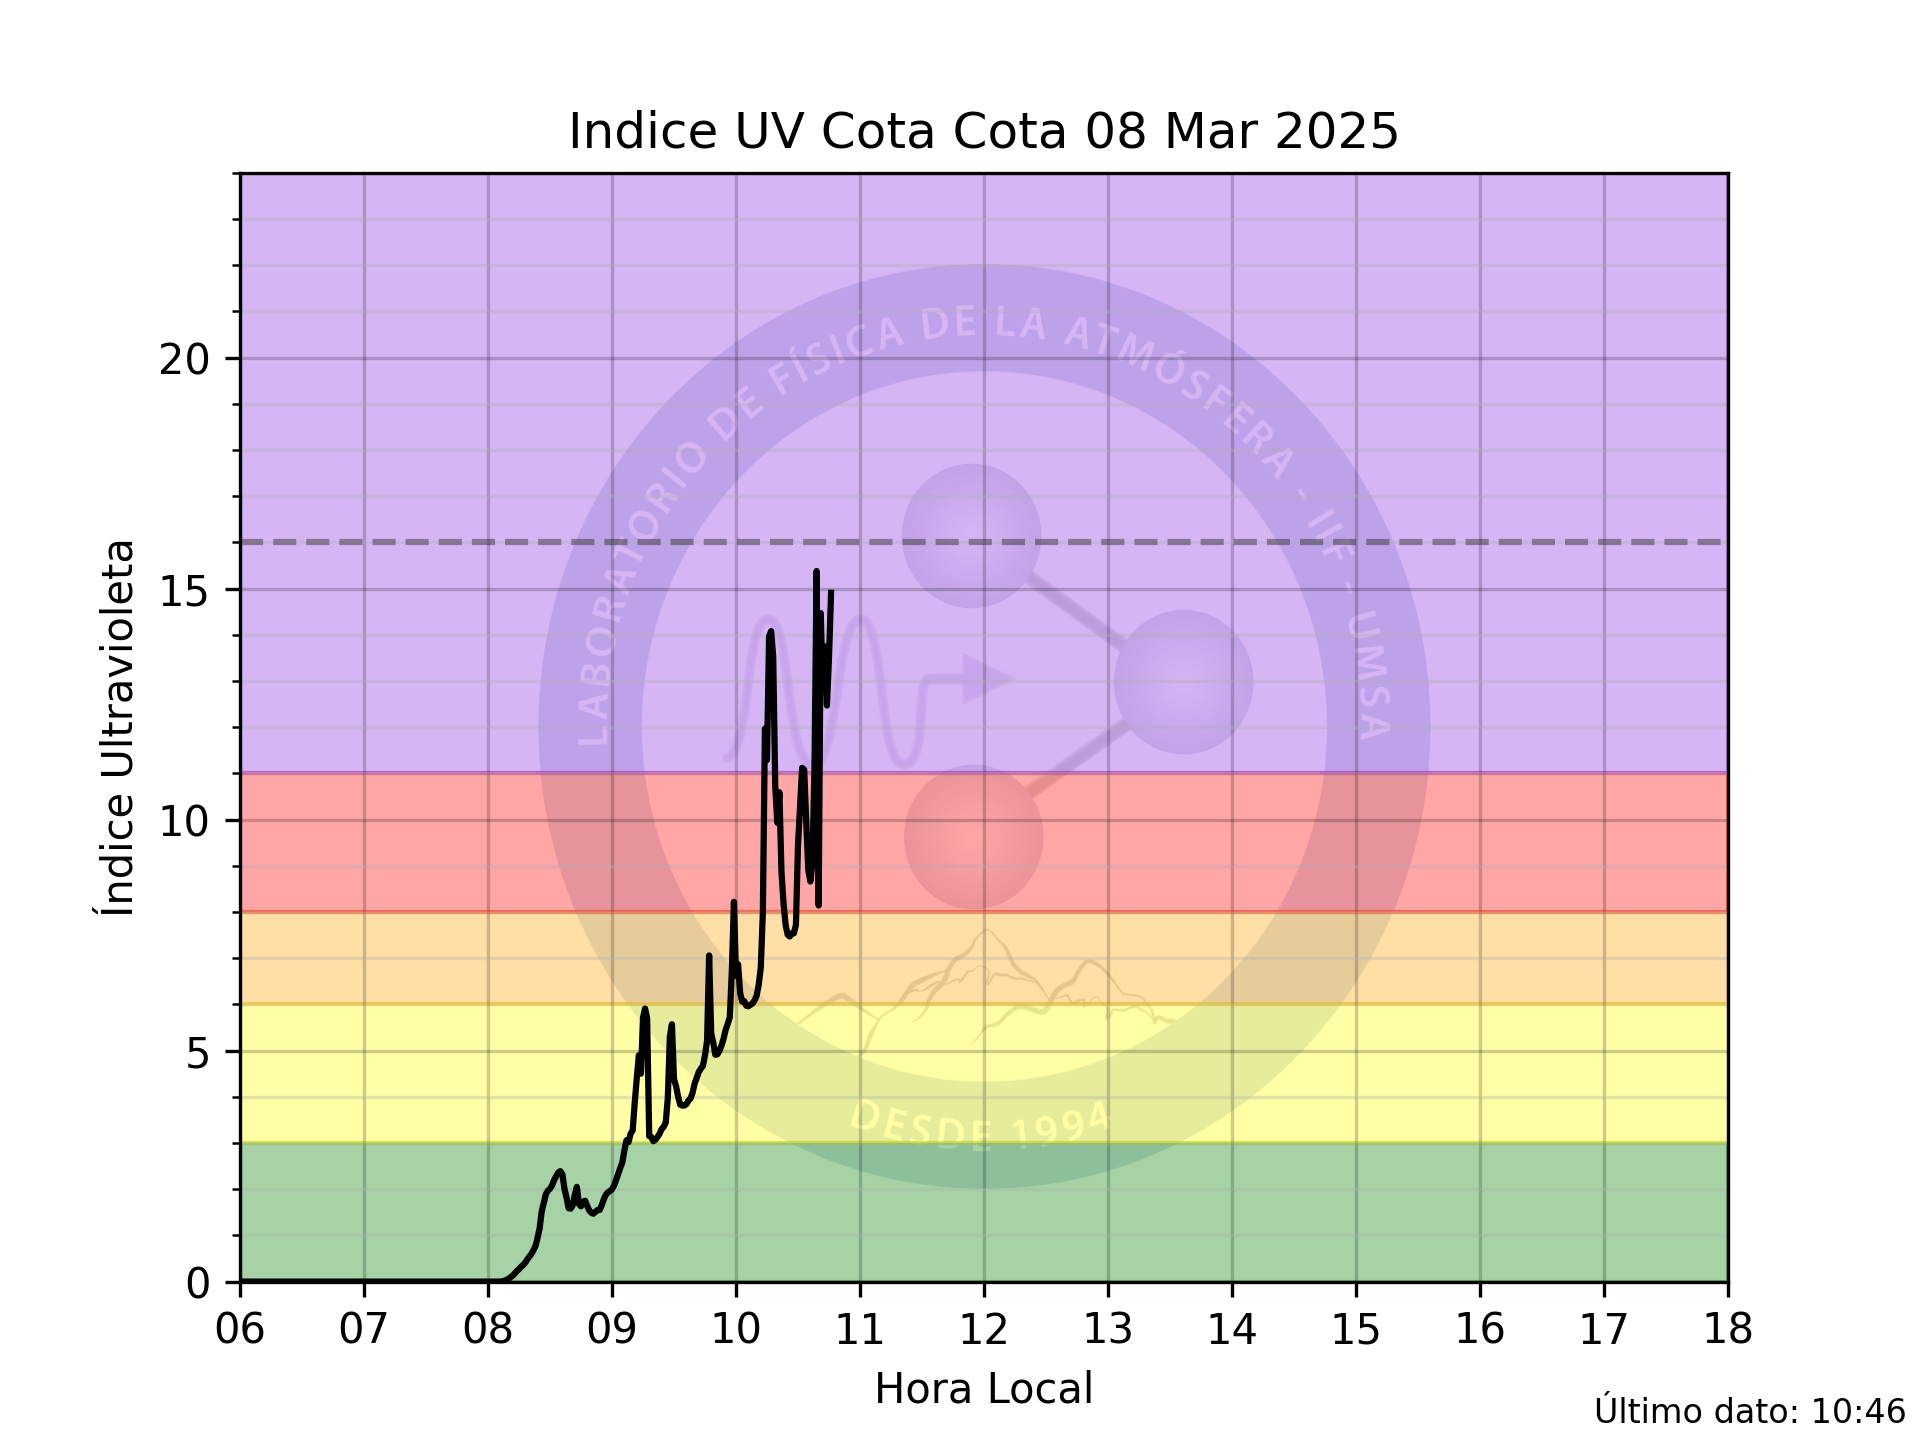 Indice UV Cota Cota 08 Mar 2025
Índice Ultravioleta
20
15
10
5
0
LABORATORIO DE FÍSICA DE LA ATMÓSFERA - IIF - UMSA
DESDE 1994
06 07 08 09 10 11 12 13 14 15 16 17 18
Hora Local
Último dato: 10:46